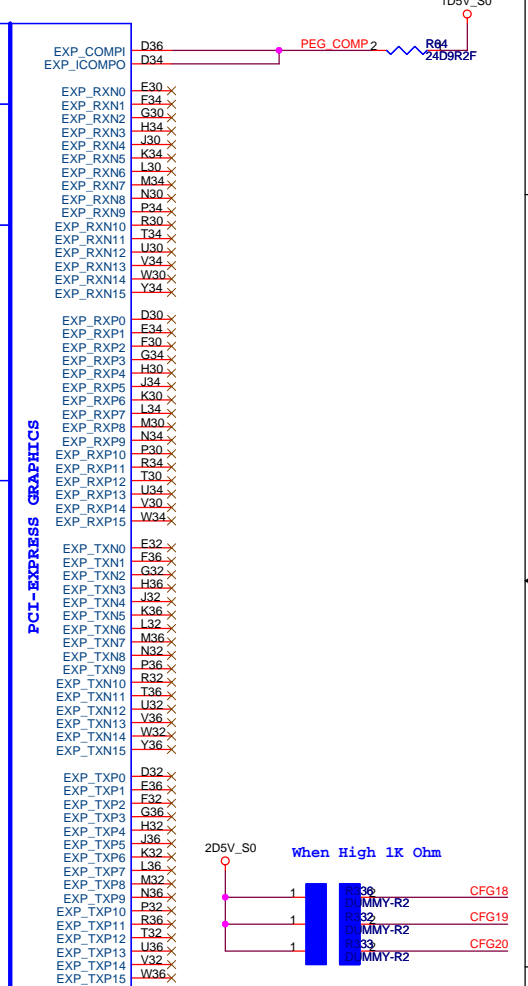 1D5V_S0
EXP_COMPI D36 PEG_COMP 2 R64
EXP_ICOMPO D34 24D9R2F
EXP_RXN0 E30
EXP_RXN1 F34
EXP_RXN2 G30
EXP_RXN3 H34
EXP_RXN4 J30
EXP_RXN5 K34
EXP_RXN6 L30
EXP_RXN7 M34
EXP_RXN8 N30
EXP_RXN9 P34
EXP_RXN10 R30
EXP_RXN11 T34
EXP_RXN12 U30
EXP_RXN13 V34
EXP_RXN14 W30
EXP_RXN15 Y34
EXP_RXP0 D30
EXP_RXP1 E34
EXP_RXP2 F30
EXP_RXP3 G34
EXP_RXP4 H30
EXP_RXP5 J34
EXP_RXP6 K30
EXP_RXP7 L34
EXP_RXP8 M30
EXP_RXP9 N34
EXP_RXP10 P30
EXP_RXP11 R34
EXP_RXP12 T30
EXP_RXP13 U34
EXP_RXP14 V30
EXP_RXP15 W34
PCI-EXPRESS GRAPHICS
EXP_TXN0 E32
EXP_TXN1 F36
EXP_TXN2 G32
EXP_TXN3 H36
EXP_TXN4 J32
EXP_TXN5 K36
EXP_TXN6 L32
EXP_TXN7 M36
EXP_TXN8 N32
EXP_TXN9 P36
EXP_TXN10 R32
EXP_TXN11 T36
EXP_TXN12 U32
EXP_TXN13 V36
EXP_TXN14 W32
EXP_TXN15 Y36
EXP_TXP0 D32
EXP_TXP1 E36
EXP_TXP2 F32
EXP_TXP3 G36
EXP_TXP4 H32
EXP_TXP5 J36
EXP_TXP6 K32
EXP_TXP7 L36
EXP_TXP8 M32
EXP_TXP9 N36
EXP_TXP10 P32
EXP_TXP11 R36
EXP_TXP12 T32
EXP_TXP13 U36
EXP_TXP14 V32
EXP_TXP15 W36
2D5V_S0
When High 1K Ohm
1 2 CFG18
DUMMY-R2
1 2 CFG19
DUMMY-R2
1 2 CFG20
DUMMY-R2